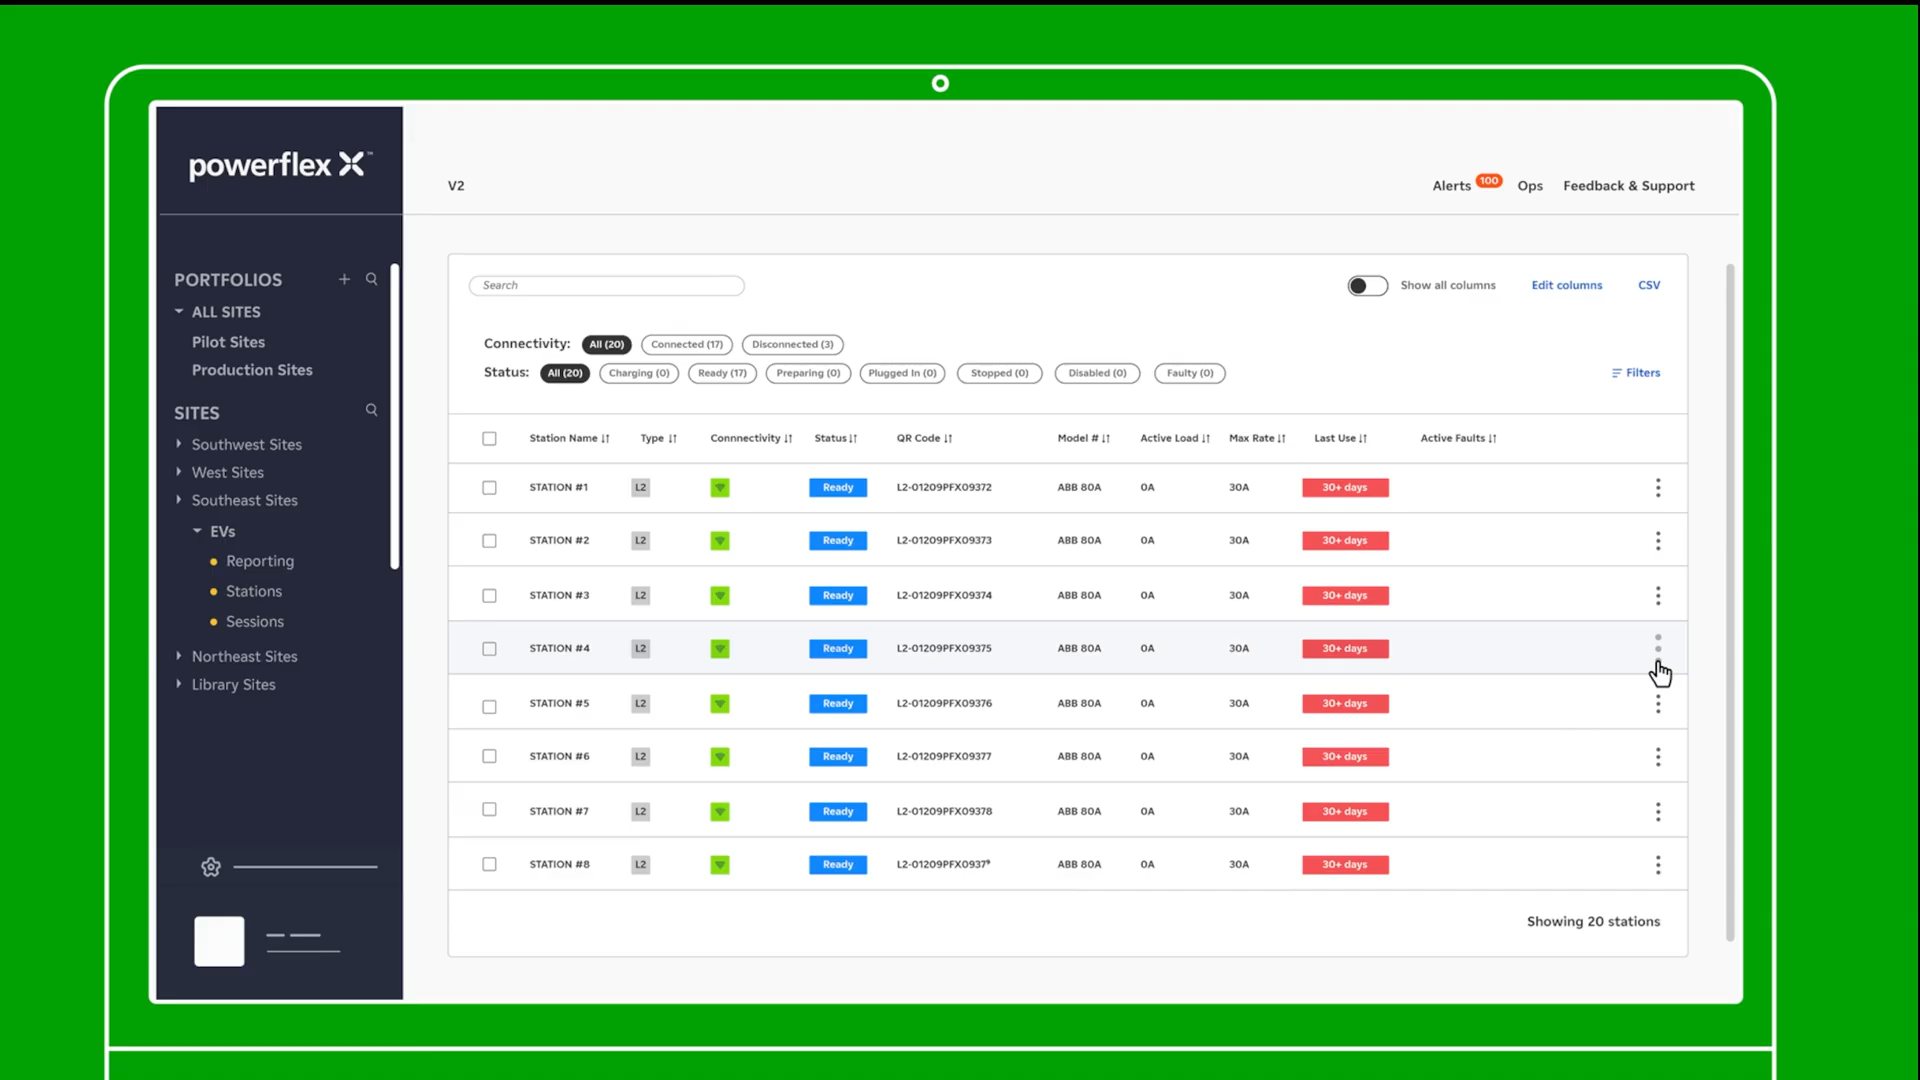 powerflex X™
V2
Alerts 100 Ops Feedback & Support
PORTFOLIOS +
ALL SITES
Pilot Sites
Production Sites
SITES
Southwest Sites
West Sites
Southeast Sites
EVs
Reporting
Stations
Sessions
Northeast Sites
Library Sites
Search
Show all columns Edit columns CSV
Connectivity: All (20) Connected (17) Disconnected (3)
Status: All (20) Charging (0) Ready (17) Preparing (0) Plugged In (0) Stopped (0) Disabled (0) Faulty (0) Filters
Station Name Type Connnectivity Status QR Code Model # Active Load Max Rate Last Use Active Faults
STATION #1 L2 Ready L2-01209PFX09372 ABB 80A 0A 30A 30+ days
STATION #2 L2 Ready L2-01209PFX09373 ABB 80A 0A 30A 30+ days
STATION #3 L2 Ready L2-01209PFX09374 ABB 80A 0A 30A 30+ days
STATION #4 L2 Ready L2-01209PFX09375 ABB 80A 0A 30A 30+ days
STATION #5 L2 Ready L2-01209PFX09376 ABB 80A 0A 30A 30+ days
STATION #6 L2 Ready L2-01209PFX09377 ABB 80A 0A 30A 30+ days
STATION #7 L2 Ready L2-01209PFX09378 ABB 80A 0A 30A 30+ days
STATION #8 L2 Ready L2-01209PFX09379 ABB 80A 0A 30A 30+ days
Showing 20 stations